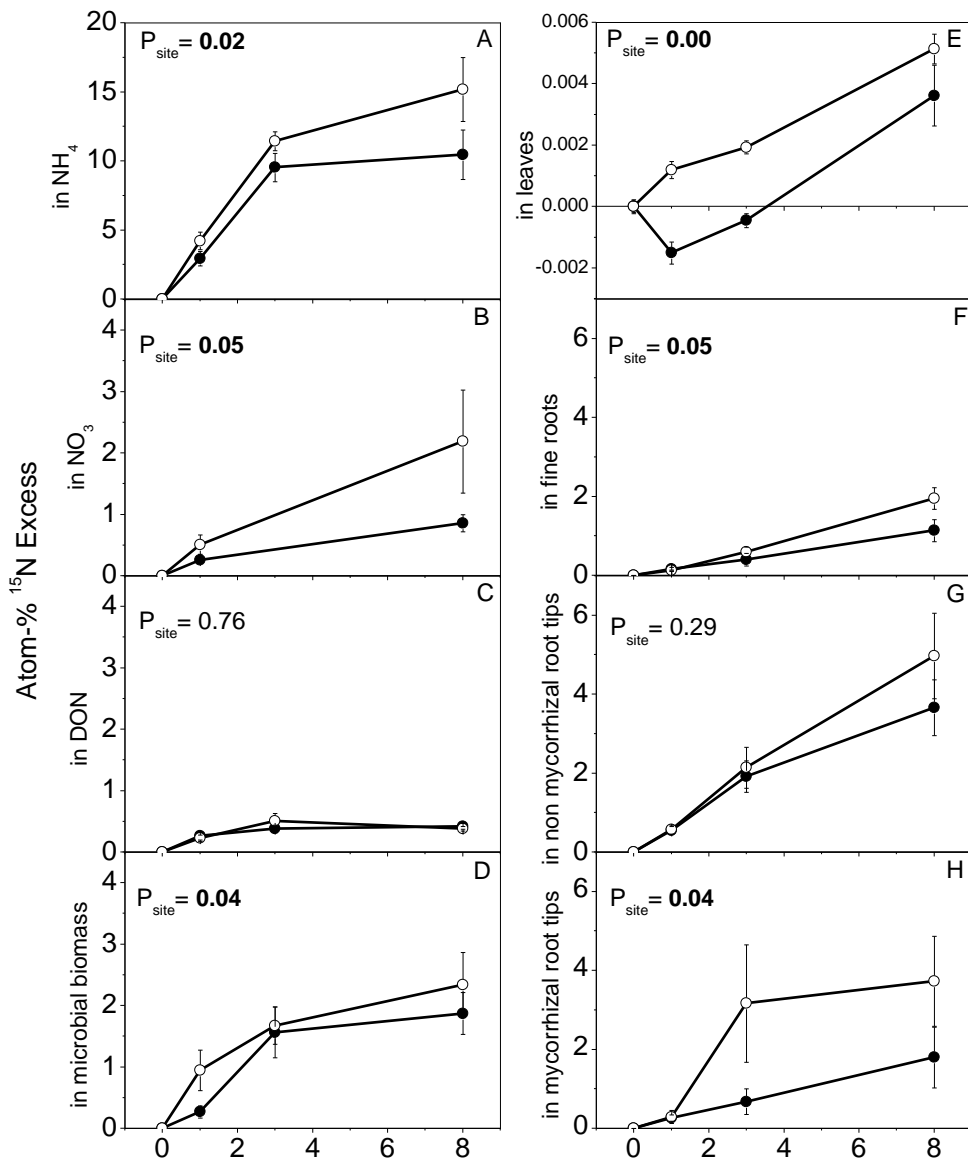 Atom-% ¹⁵N Excess
P_site = 0.02
A
in NH₄
20
15
10
5
0
P_site = 0.05
B
in NO₃
4
3
2
1
0
P_site = 0.76
C
in DON
4
3
2
1
0
P_site = 0.04
D
in microbial biomass
4
3
2
1
0
0 2 4 6 8
P_site = 0.00
E
in leaves
0.006
0.004
0.002
0.000
-0.002
P_site = 0.05
F
in fine roots
6
4
2
0
P_site = 0.29
G
in non mycorrhizal root tips
6
4
2
0
P_site = 0.04
H
in mycorrhizal root tips
6
4
2
0
0 2 4 6 8